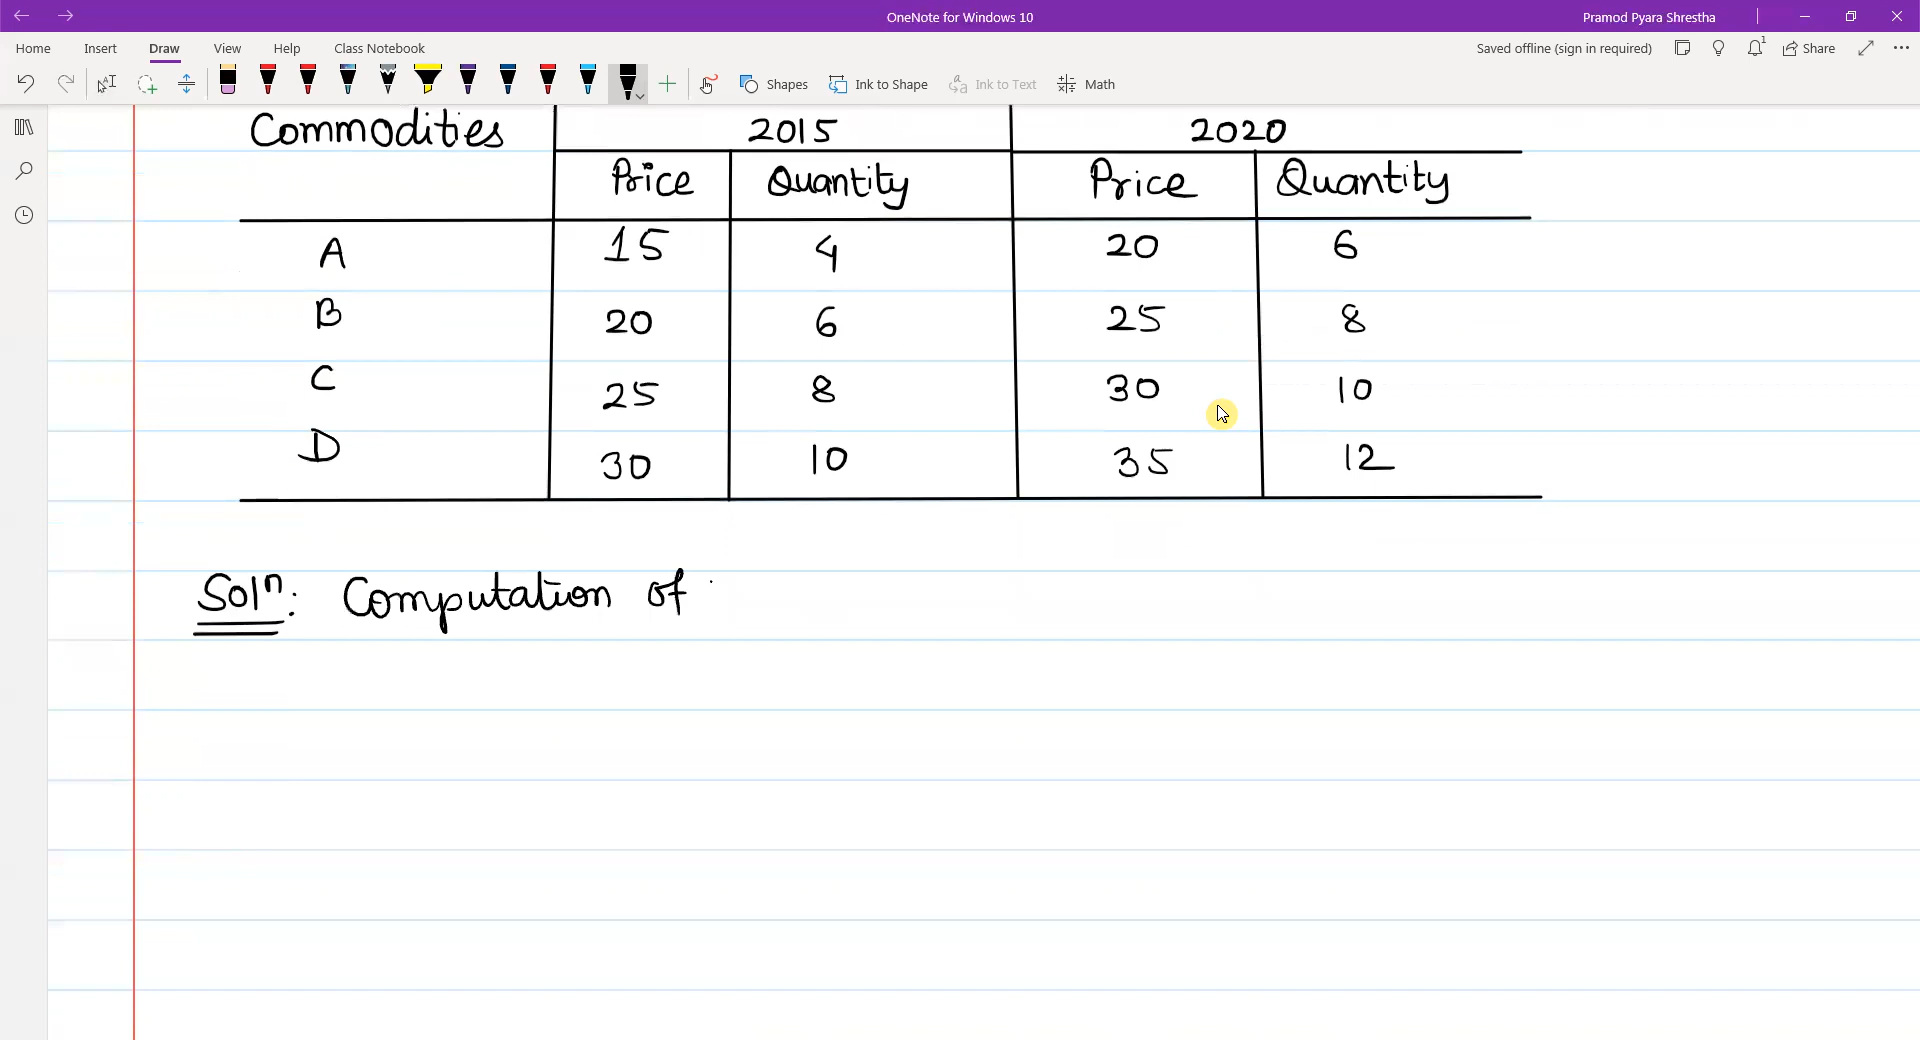 OneNote for Windows 10 Pramod Pyara Shrestha
Home Insert Draw View Help Class Notebook Saved offline (sign in required) 1 Share
Shapes Ink to Shape Ink to Text Math
Commodities 2015 2020
Price Quantity Price Quantity
A 15 4 20 6
B 20 6 25 8
C 25 8 30 10
D 30 10 35 12
Solⁿ: Computation of